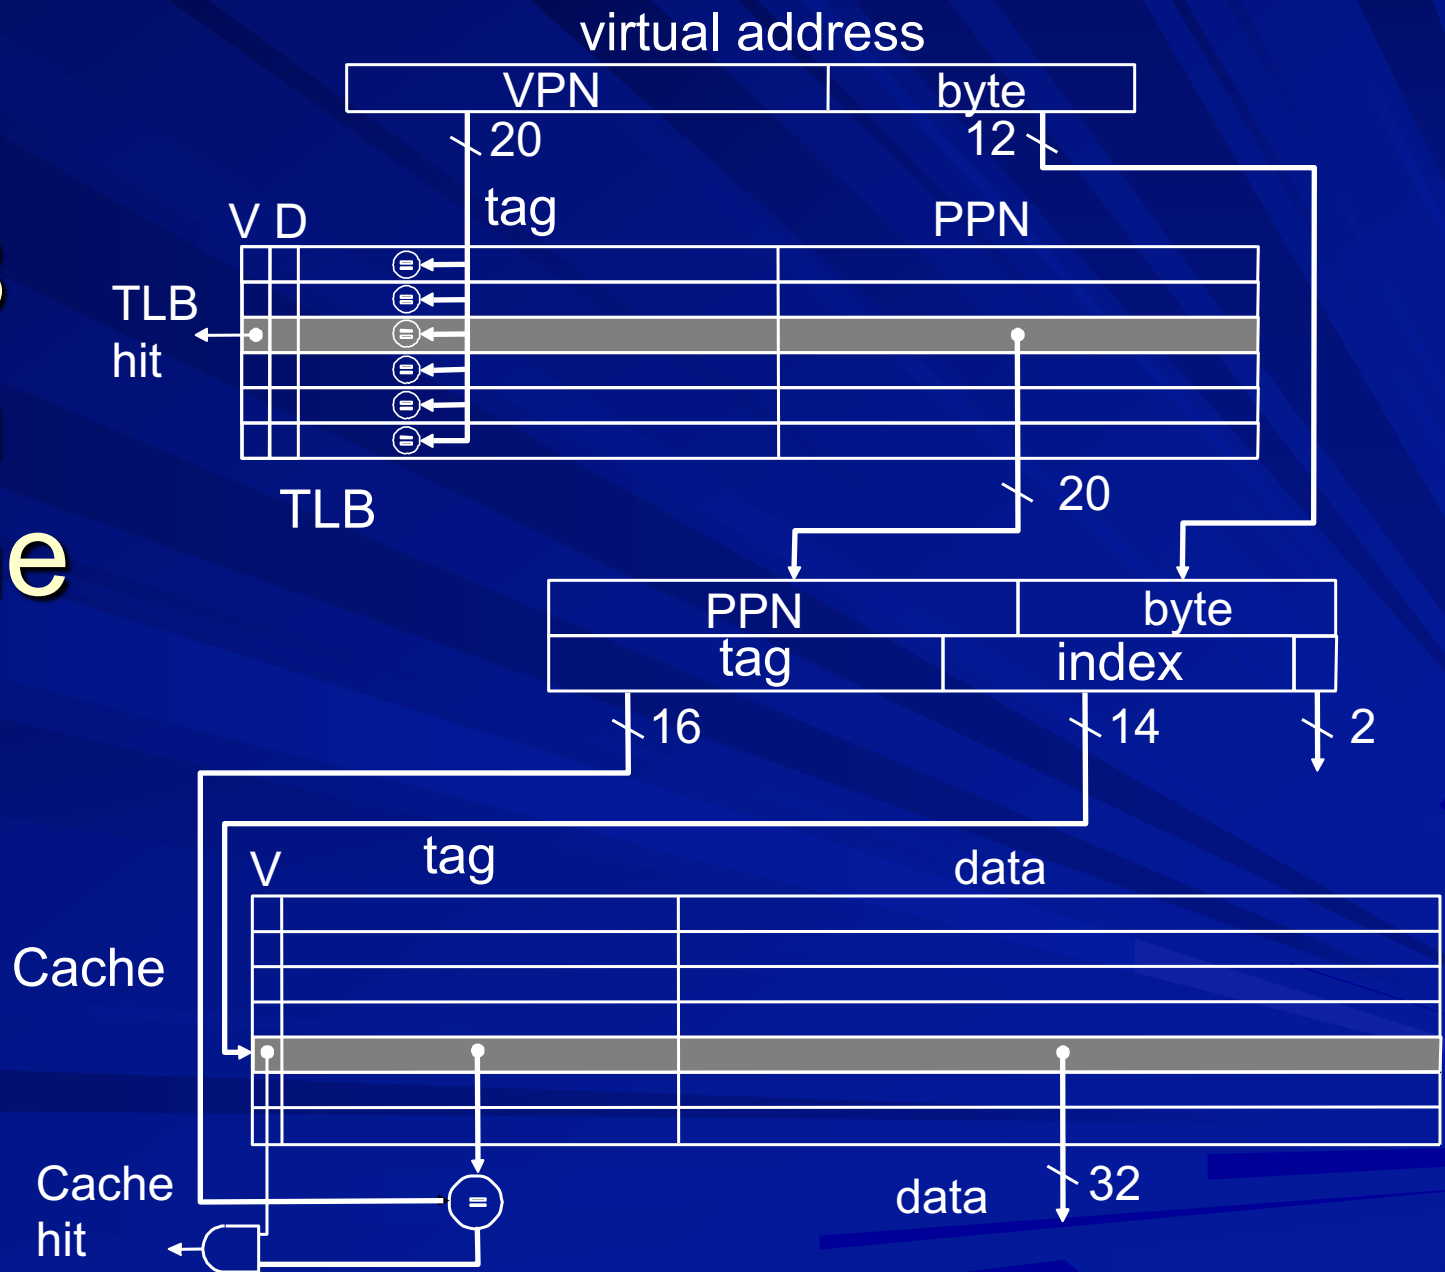 virtual address
VPN byte
20 12
V D tag PPN
TLB
hit
TLB
20
PPN byte
tag index
16 14 2
V tag data
Cache
Cache
hit
data 32